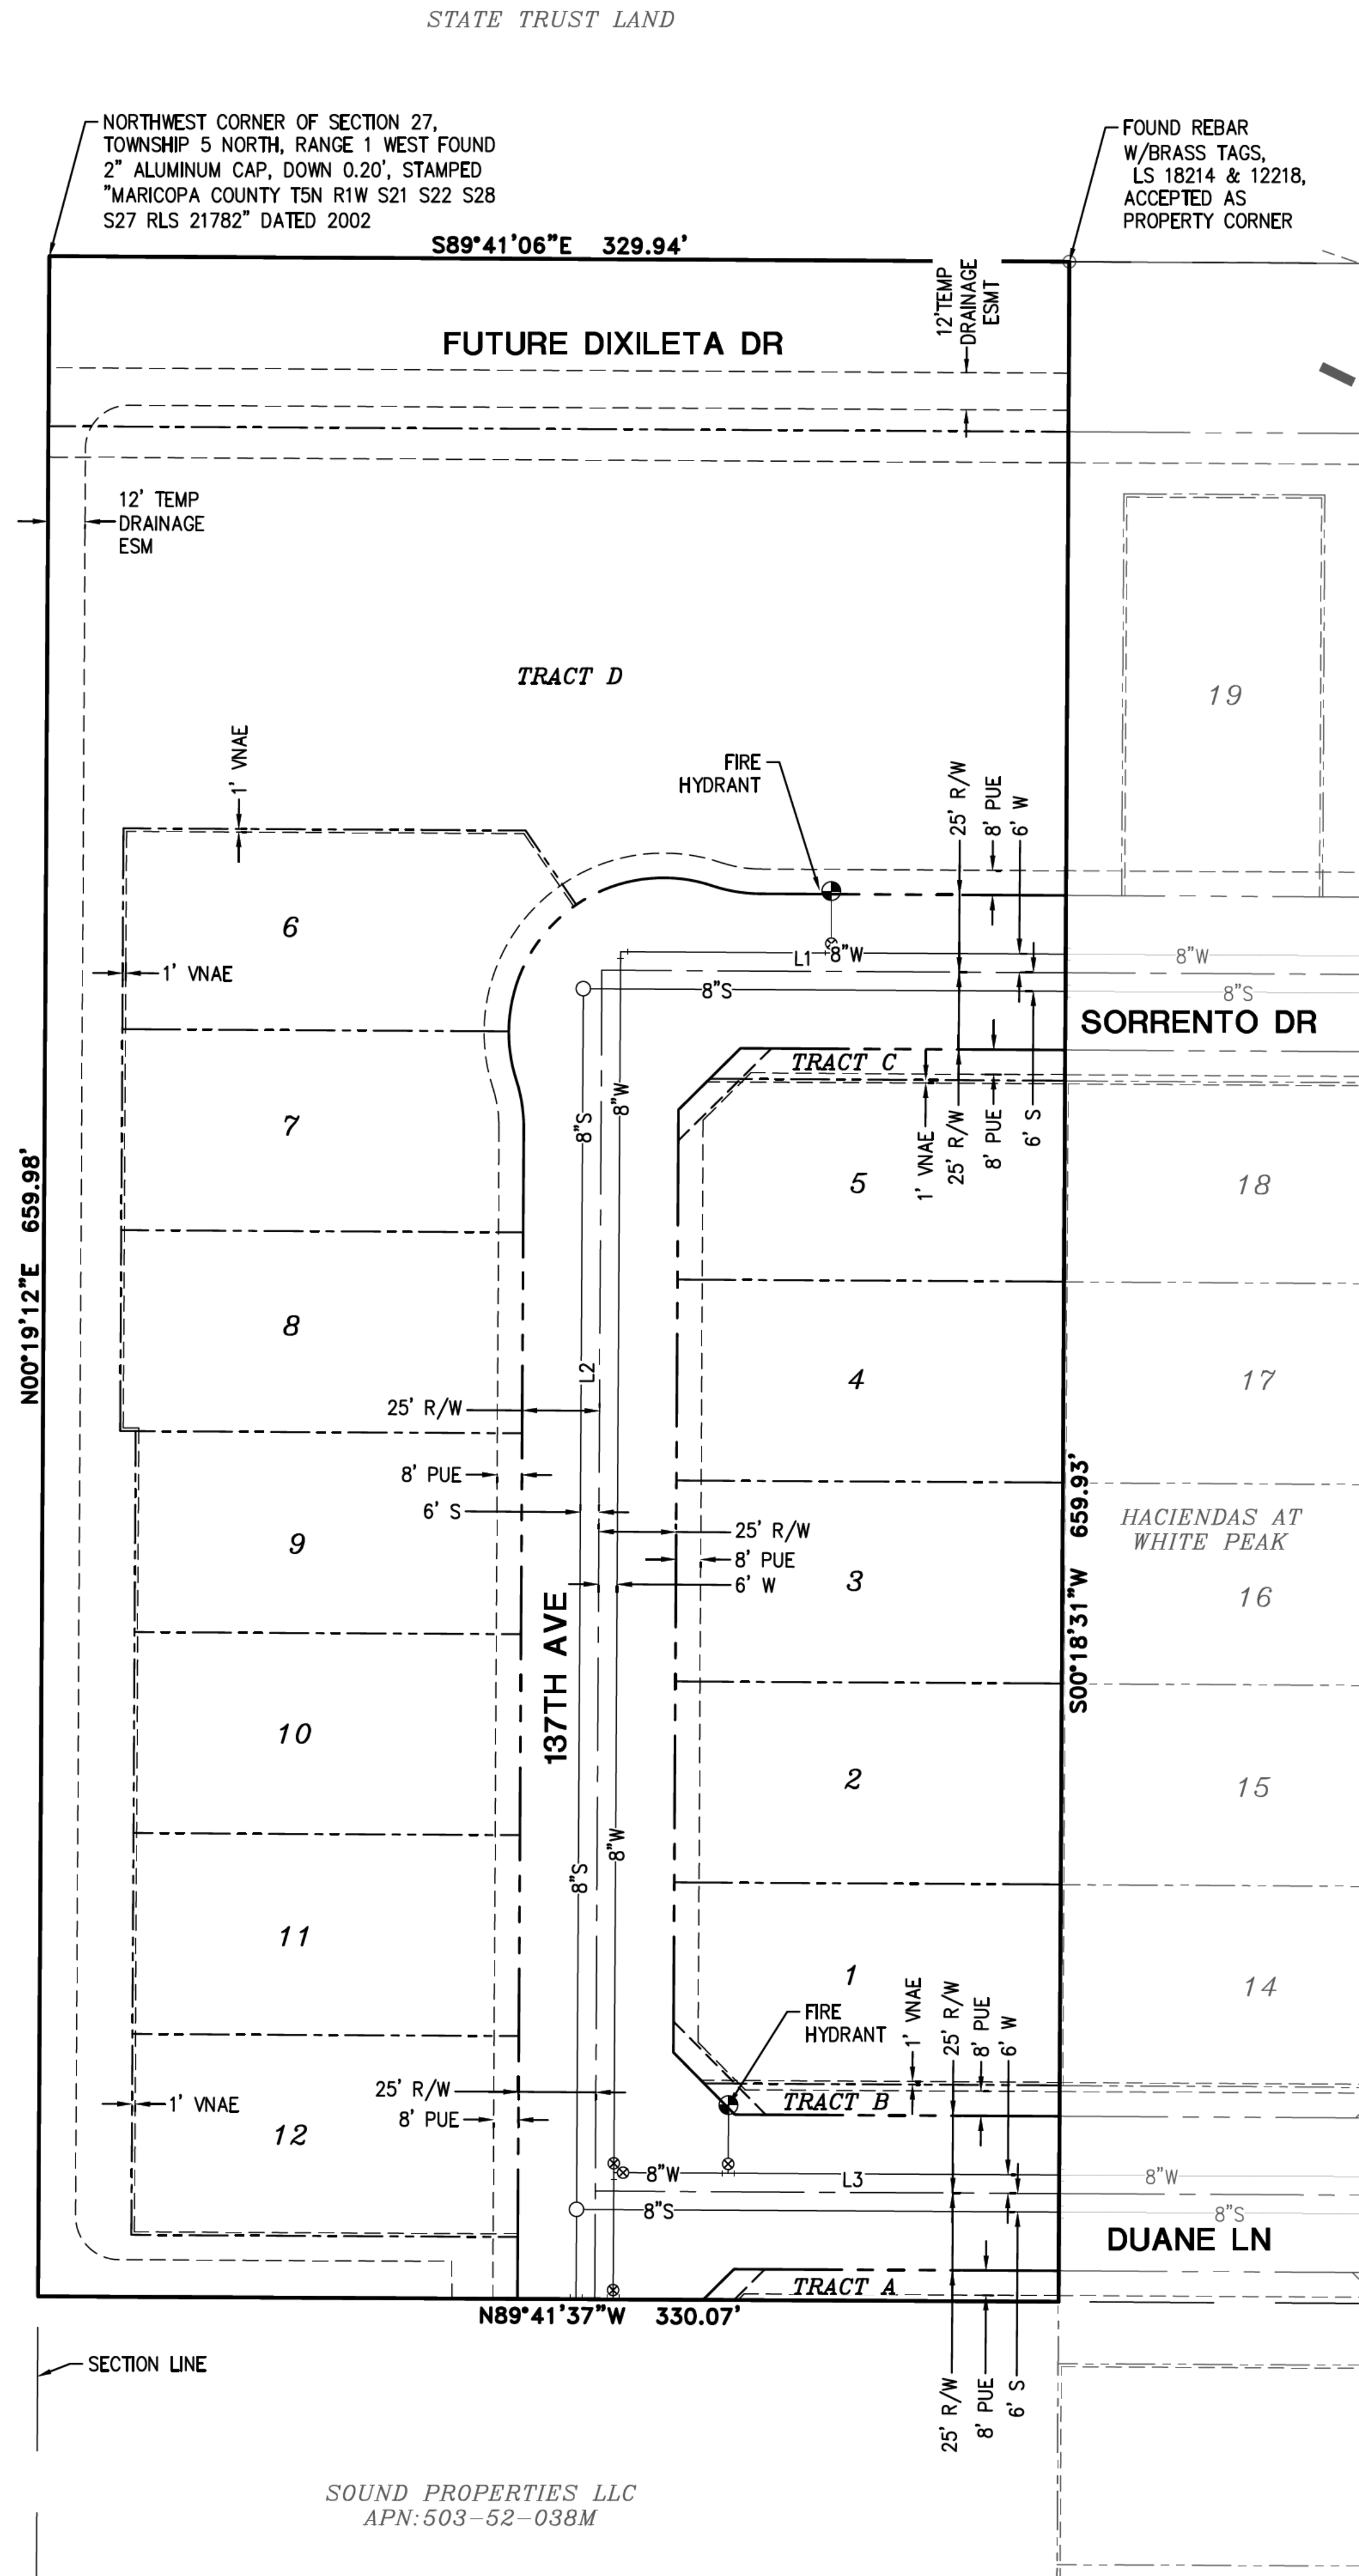 STATE TRUST LAND
NORTHWEST CORNER OF SECTION 27,
TOWNSHIP 5 NORTH, RANGE 1 WEST FOUND
2" ALUMINUM CAP, DOWN 0.20', STAMPED
"MARICOPA COUNTY T5N R1W S21 S22 S28
S27 RLS 21782" DATED 2002
FOUND REBAR
W/BRASS TAGS,
LS 18214 & 12218,
ACCEPTED AS
PROPERTY CORNER
S89°41'06"E 329.94'
12'TEMP
DRAINAGE
ESMT
FUTURE DIXILETA DR
12' TEMP
DRAINAGE
ESM
TRACT D
19
1' VNAE
FIRE
HYDRANT
25' R/W
8' PUE
6' W
6
1' VNAE
L1
8"W
8"W
8"S
8"S
SORRENTO DR
TRACT C
8"W
8"S
7
1' VNAE
25' R/W
8' PUE
6' S
5
18
N00°19'12"E 659.98'
8
L2
4
17
25' R/W
8' PUE
6' S
25' R/W
8' PUE
6' W
S00°18'31"W 659.93'
HACIENDAS AT
WHITE PEAK
9
3
16
137TH AVE
10
2
15
8"W
8"S
11
1
14
FIRE
HYDRANT
1' VNAE
25' R/W
8' PUE
6' W
25' R/W
8' PUE
1' VNAE
12
TRACT B
8"W
L3
8"W
8"S
8"S
DUANE LN
TRACT A
N89°41'37"W 330.07'
SECTION LINE
25' R/W
8' PUE
6' S
SOUND PROPERTIES LLC
APN:503-52-038M